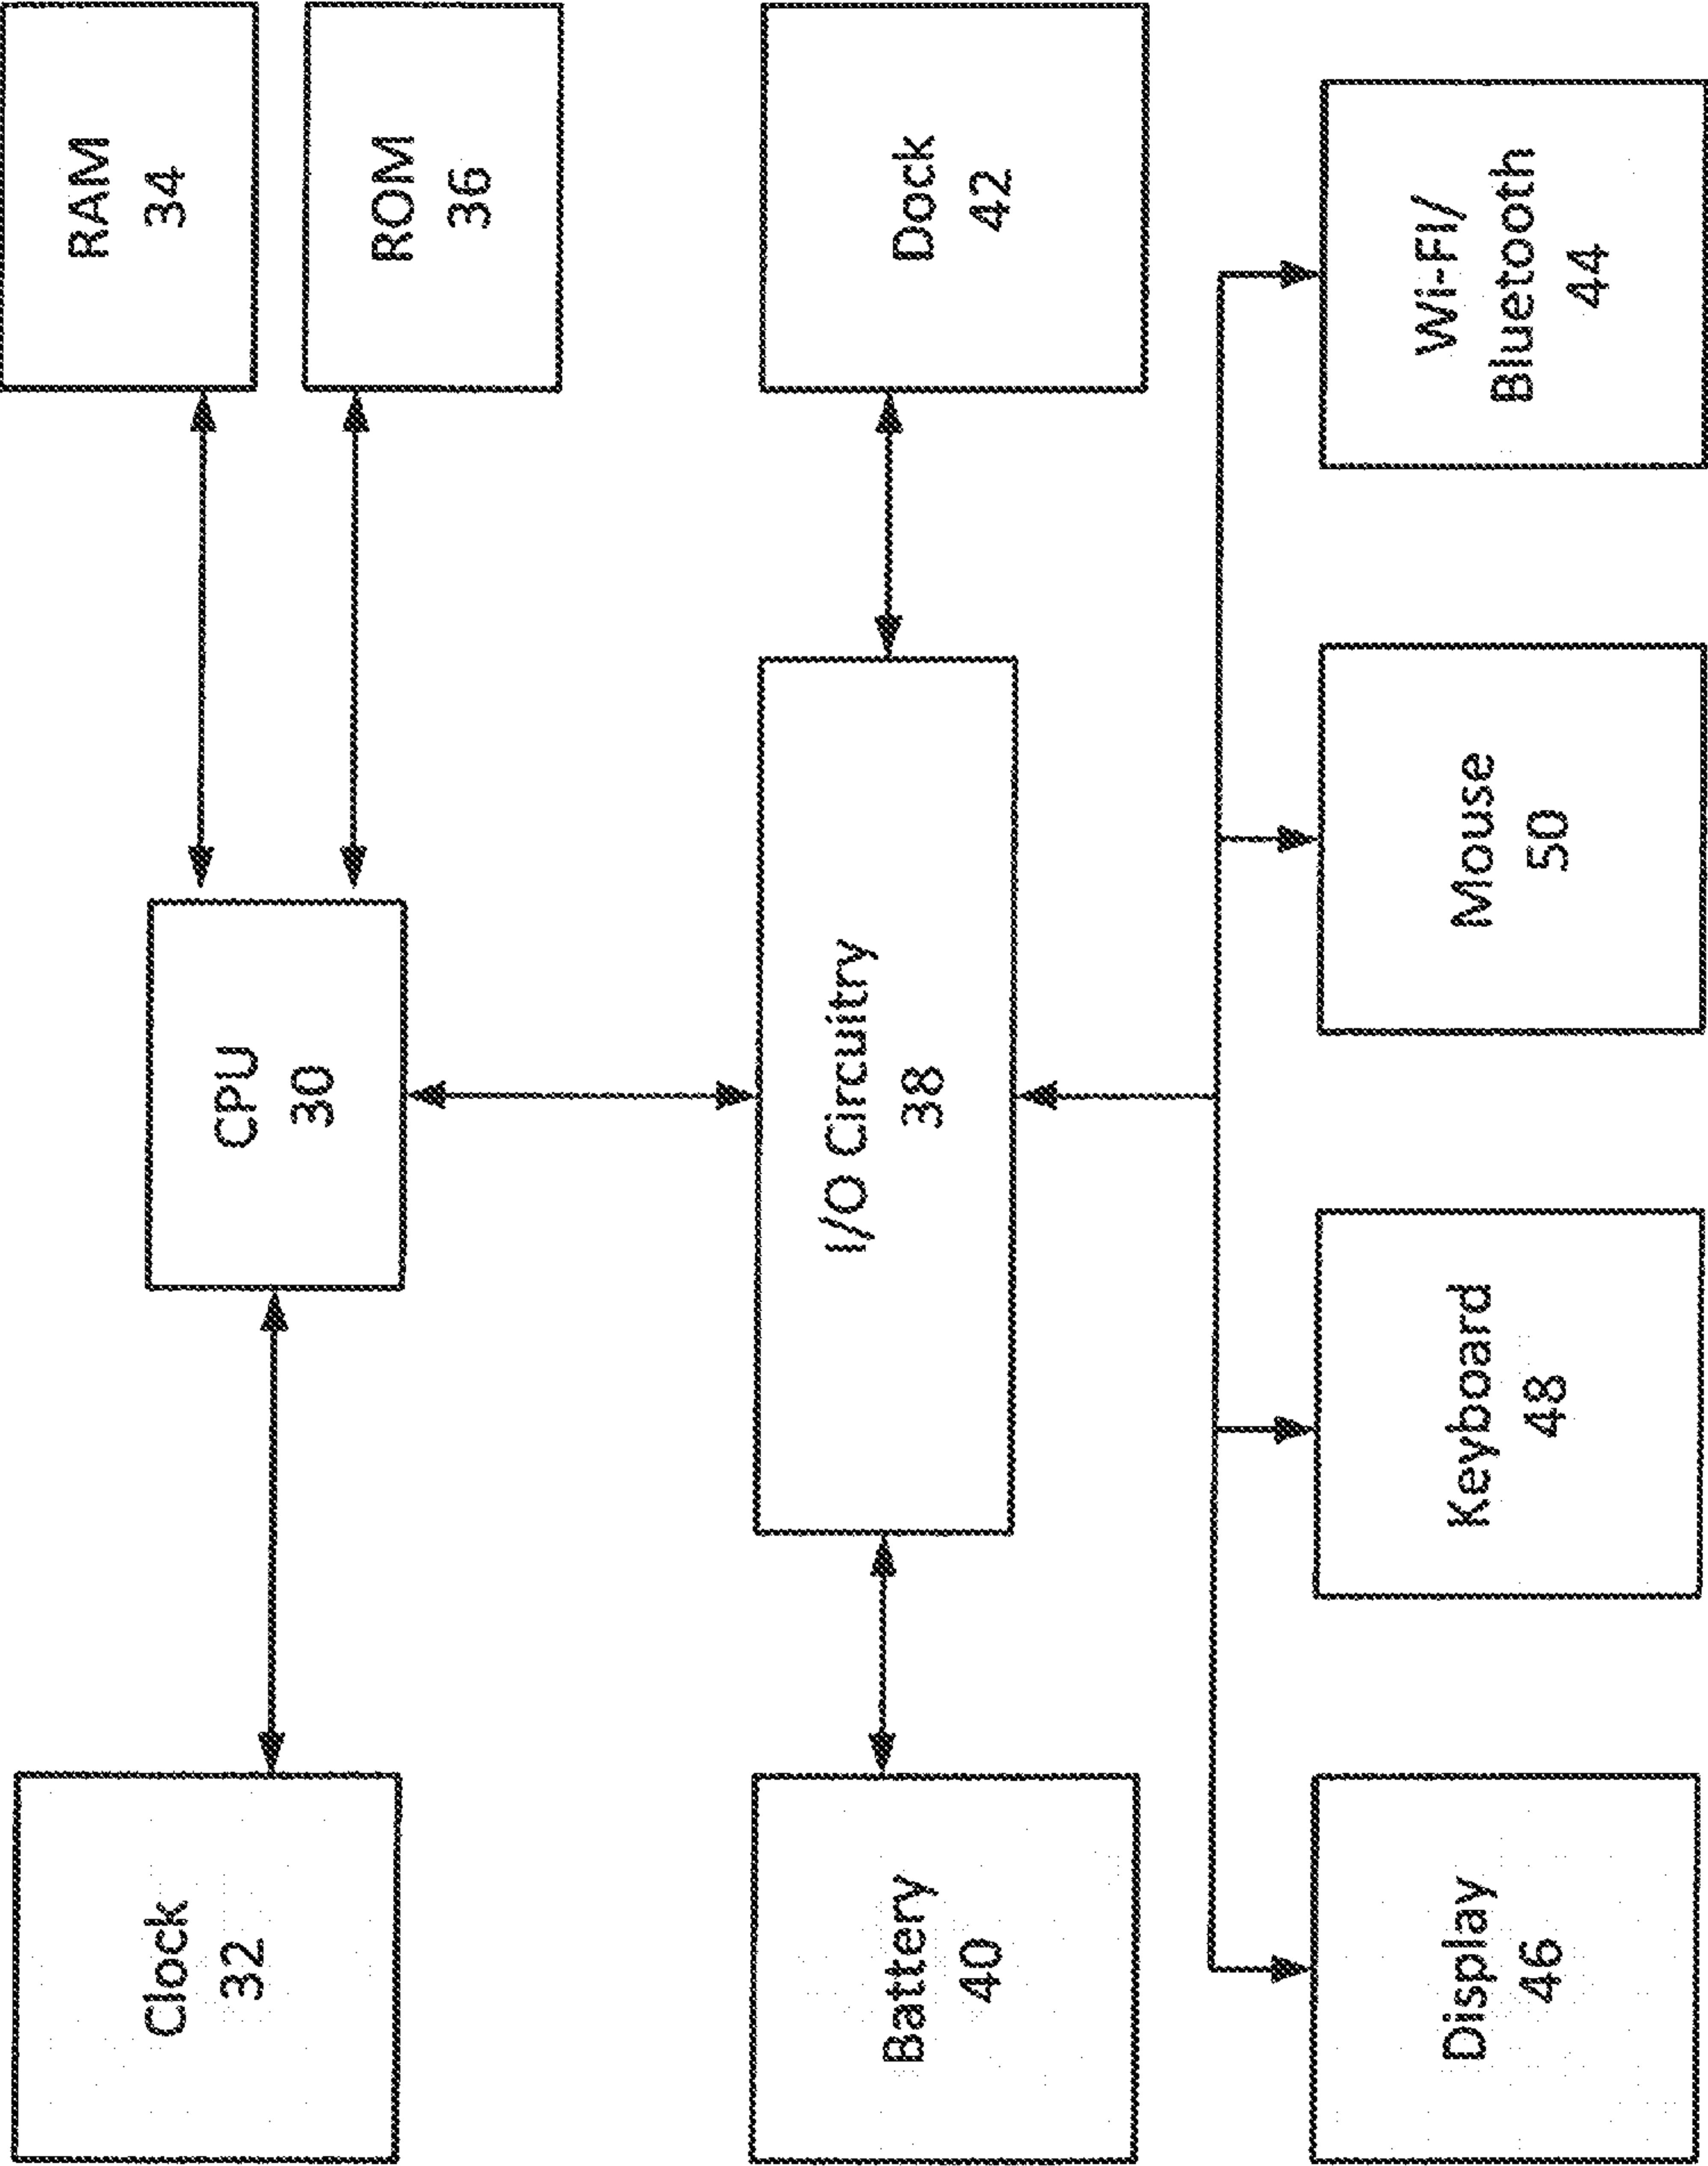 Clock
32
CPU
30
RAM
34
ROM
36
Battery
40
I/O Circuitry
38
Dock
42
Display
46
Keyboard
48
Mouse
50
Wi-FI/
Bluetooth
44